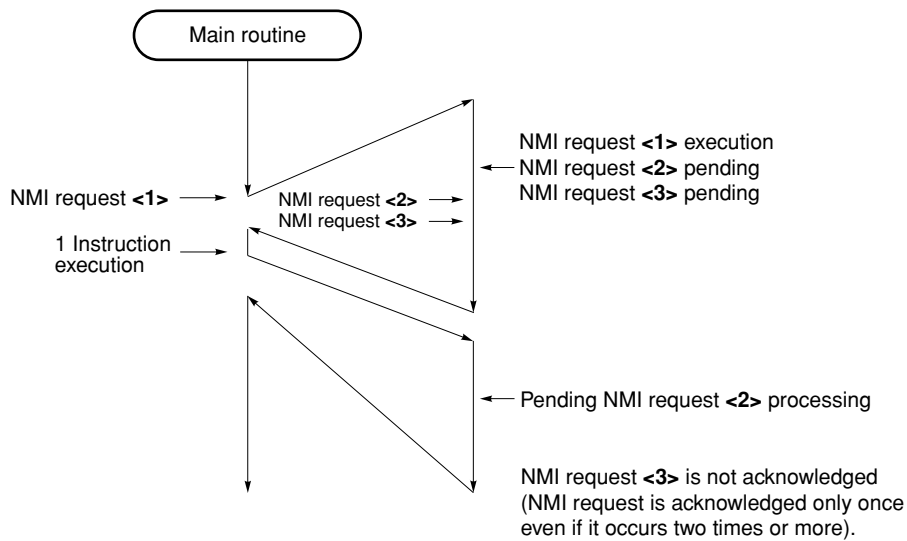 Main routine
NMI request <1> execution
NMI request <2> pending
NMI request <3> pending
NMI request <1>
NMI request <2>
NMI request <3>
1 Instruction
execution
Pending NMI request <2> processing
NMI request <3> is not acknowledged
(NMI request is acknowledged only once
even if it occurs two times or more).